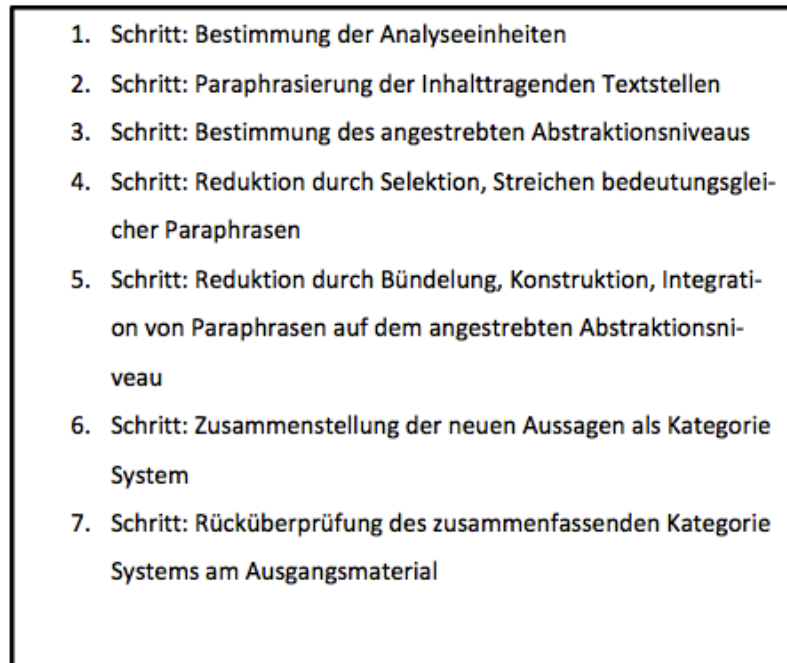 1. Schritt: Bestimmung der Analyseeinheiten
2. Schritt: Paraphrasierung der Inhalttragenden Textstellen
3. Schritt: Bestimmung des angestrebten Abstraktionsniveaus
4. Schritt: Reduktion durch Selektion, Streichen bedeutungsglei-
cher Paraphrasen
5. Schritt: Reduktion durch Bündelung, Konstruktion, Integrati-
on von Paraphrasen auf dem angestrebten Abstraktionsni-
veau
6. Schritt: Zusammenstellung der neuen Aussagen als Kategorie
System
7. Schritt: Rücküberprüfung des zusammenfassenden Kategorie
Systems am Ausgangsmaterial